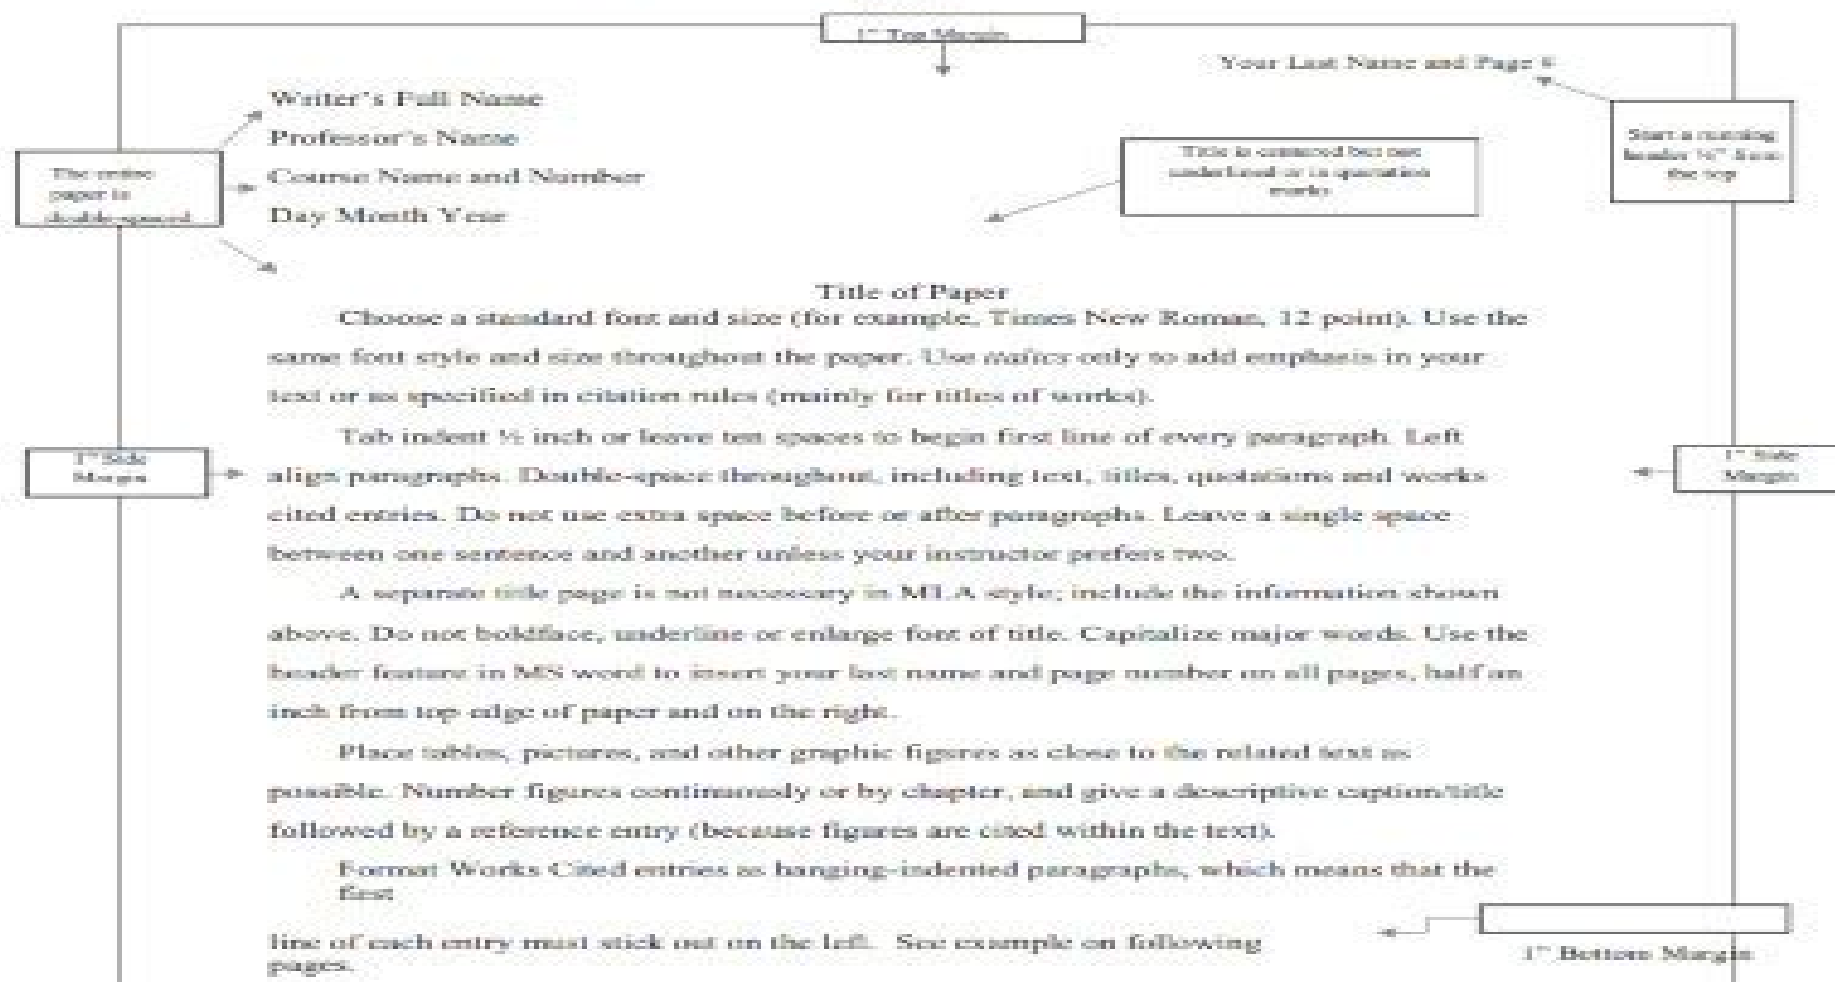 1" Top Margin
Your Last Name and Page #
Writer's Full Name
Professor's Name
Course Name and Number
Day Month Year
The entire
paper is
double-spaced
Title is centered but not
underlined or in quotation
marks
Start a running
header ½" from
the top
Title of Paper
Choose a standard font and size (for example, Times New Roman, 12 point). Use the
same font style and size throughout the paper. Use italics only to add emphasis in your
text or as specified in citation rules (mainly for titles of works).
Tab indent ½ inch or leave ten spaces to begin first line of every paragraph. Left
align paragraphs. Double-space throughout, including text, titles, quotations and works
cited entries. Do not use extra space before or after paragraphs. Leave a single space
between one sentence and another unless your instructor prefers two.
1" Side
Margin
1" Side
Margin
A separate title page is not necessary in MLA style; include the information shown
above. Do not boldface, underline or enlarge font of title. Capitalize major words. Use the
header feature in MS word to insert your last name and page number on all pages, half an
inch from top edge of paper and on the right.
Place tables, pictures, and other graphic figures as close to the related text as
possible. Number figures continuously or by chapter, and give a descriptive caption/title
followed by a reference entry (because figures are cited within the text).
Format Works Cited entries as hanging-indented paragraphs, which means that the
first
line of each entry must stick out on the left. See example on following
pages.
1" Bottom Margin